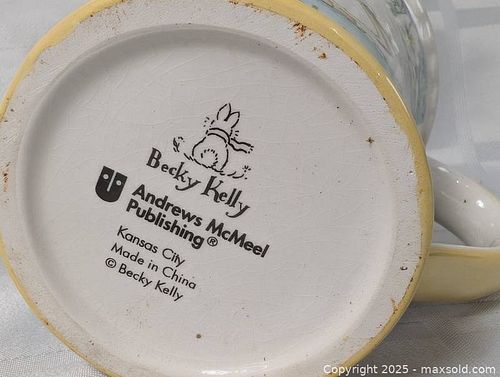 Becky Kelly
Andrews McMeel
Publishing®
Kansas City
Made in China
© Becky Kelly
Copyright © 2025 - maxsold.com